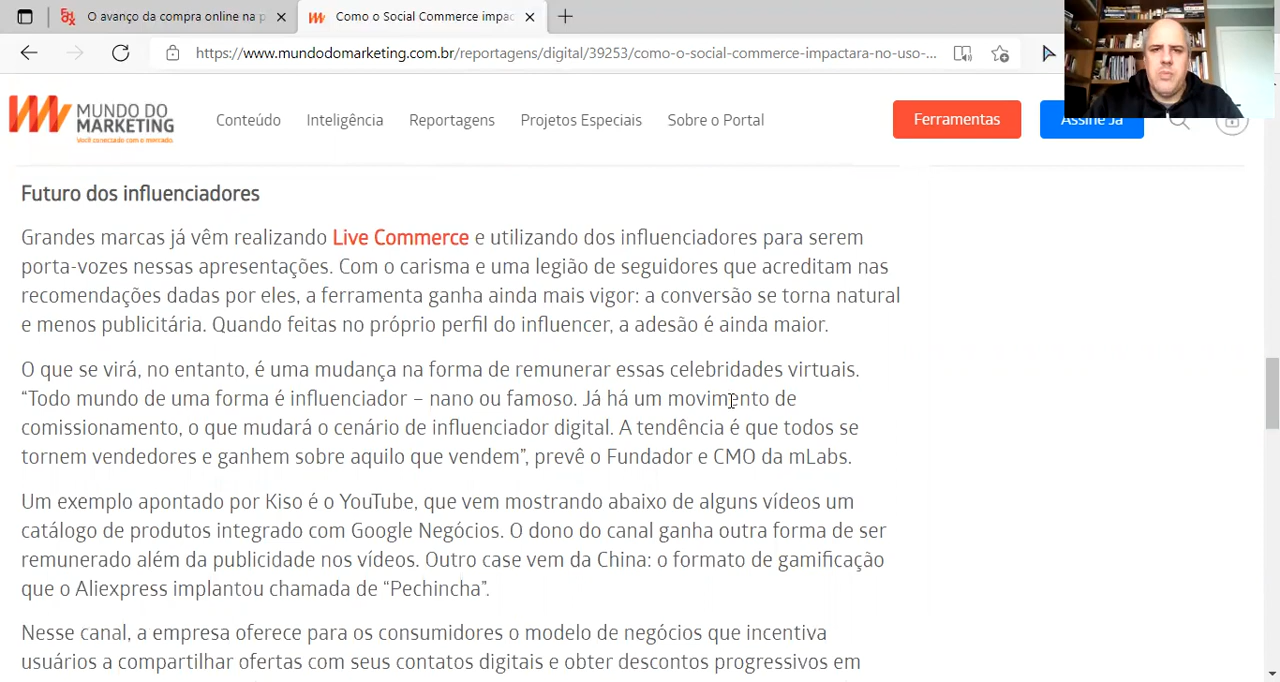 O avanço da compra online na p
Como o Social Commerce impac
https://www.mundodomarketing.com.br/reportagens/digital/39253/como-o-social-commerce-impactara-no-uso-...
MUNDO DO
MARKETING
Você conectado com o mercado
Conteúdo
Inteligência
Reportagens
Projetos Especiais
Sobre o Portal
Ferramentas
Assine Já
Futuro dos influenciadores
Grandes marcas já vêm realizando Live Commerce e utilizando dos influenciadores para serem
porta-vozes nessas apresentações. Com o carisma e uma legião de seguidores que acreditam nas
recomendações dadas por eles, a ferramenta ganha ainda mais vigor: a conversão se torna natural
e menos publicitária. Quando feitas no próprio perfil do influencer, a adesão é ainda maior.
O que se virá, no entanto, é uma mudança na forma de remunerar essas celebridades virtuais.
“Todo mundo de uma forma é influenciador – nano ou famoso. Já há um movimento de
comissionamento, o que mudará o cenário de influenciador digital. A tendência é que todos se
tornem vendedores e ganhem sobre aquilo que vendem”, prevê o Fundador e CMO da mLabs.
Um exemplo apontado por Kiso é o YouTube, que vem mostrando abaixo de alguns vídeos um
catálogo de produtos integrado com Google Negócios. O dono do canal ganha outra forma de ser
remunerado além da publicidade nos vídeos. Outro case vem da China: o formato de gamificação
que o Aliexpress implantou chamada de “Pechincha”.
Nesse canal, a empresa oferece para os consumidores o modelo de negócios que incentiva
usuários a compartilhar ofertas com seus contatos digitais e obter descontos progressivos em